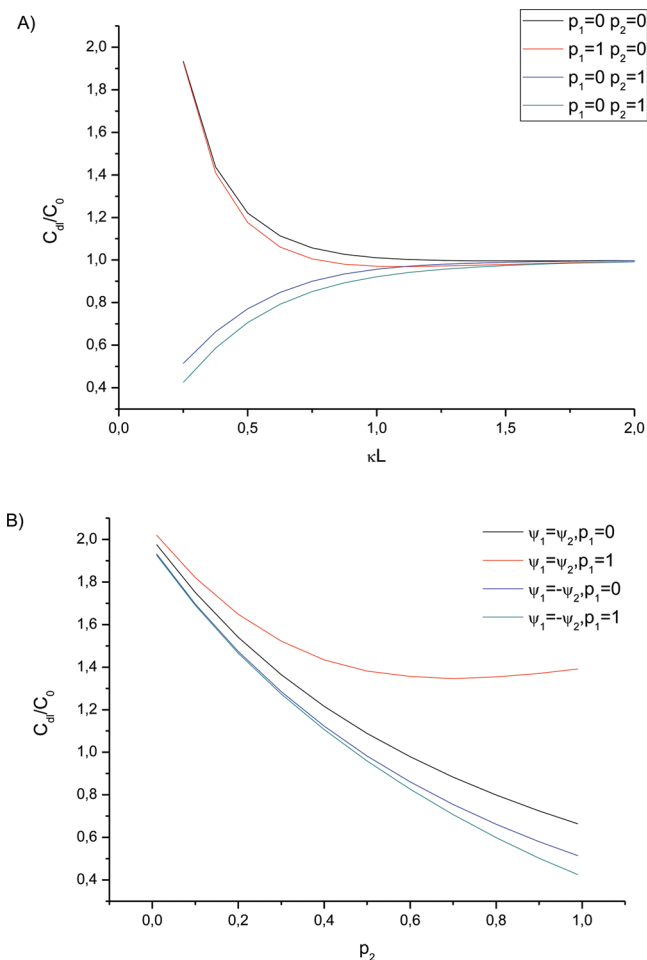 A)
p₁=0 p₂=0
p₁=1 p₂=0
p₁=0 p₂=1
p₁=0 p₂=1
2,0
1,8
1,6
1,4
1,2
1,0
0,8
0,6
0,4
C_dl/C₀
0,0 0,5 1,0 1,5 2,0
κL
B)
ψ₁=ψ₂,p₁=0
ψ₁=ψ₂,p₁=1
ψ₁=-ψ₂,p₁=0
ψ₁=-ψ₂,p₁=1
2,0
1,8
1,6
1,4
1,2
1,0
0,8
0,6
0,4
C_dl/C₀
0,0 0,2 0,4 0,6 0,8 1,0
p₂